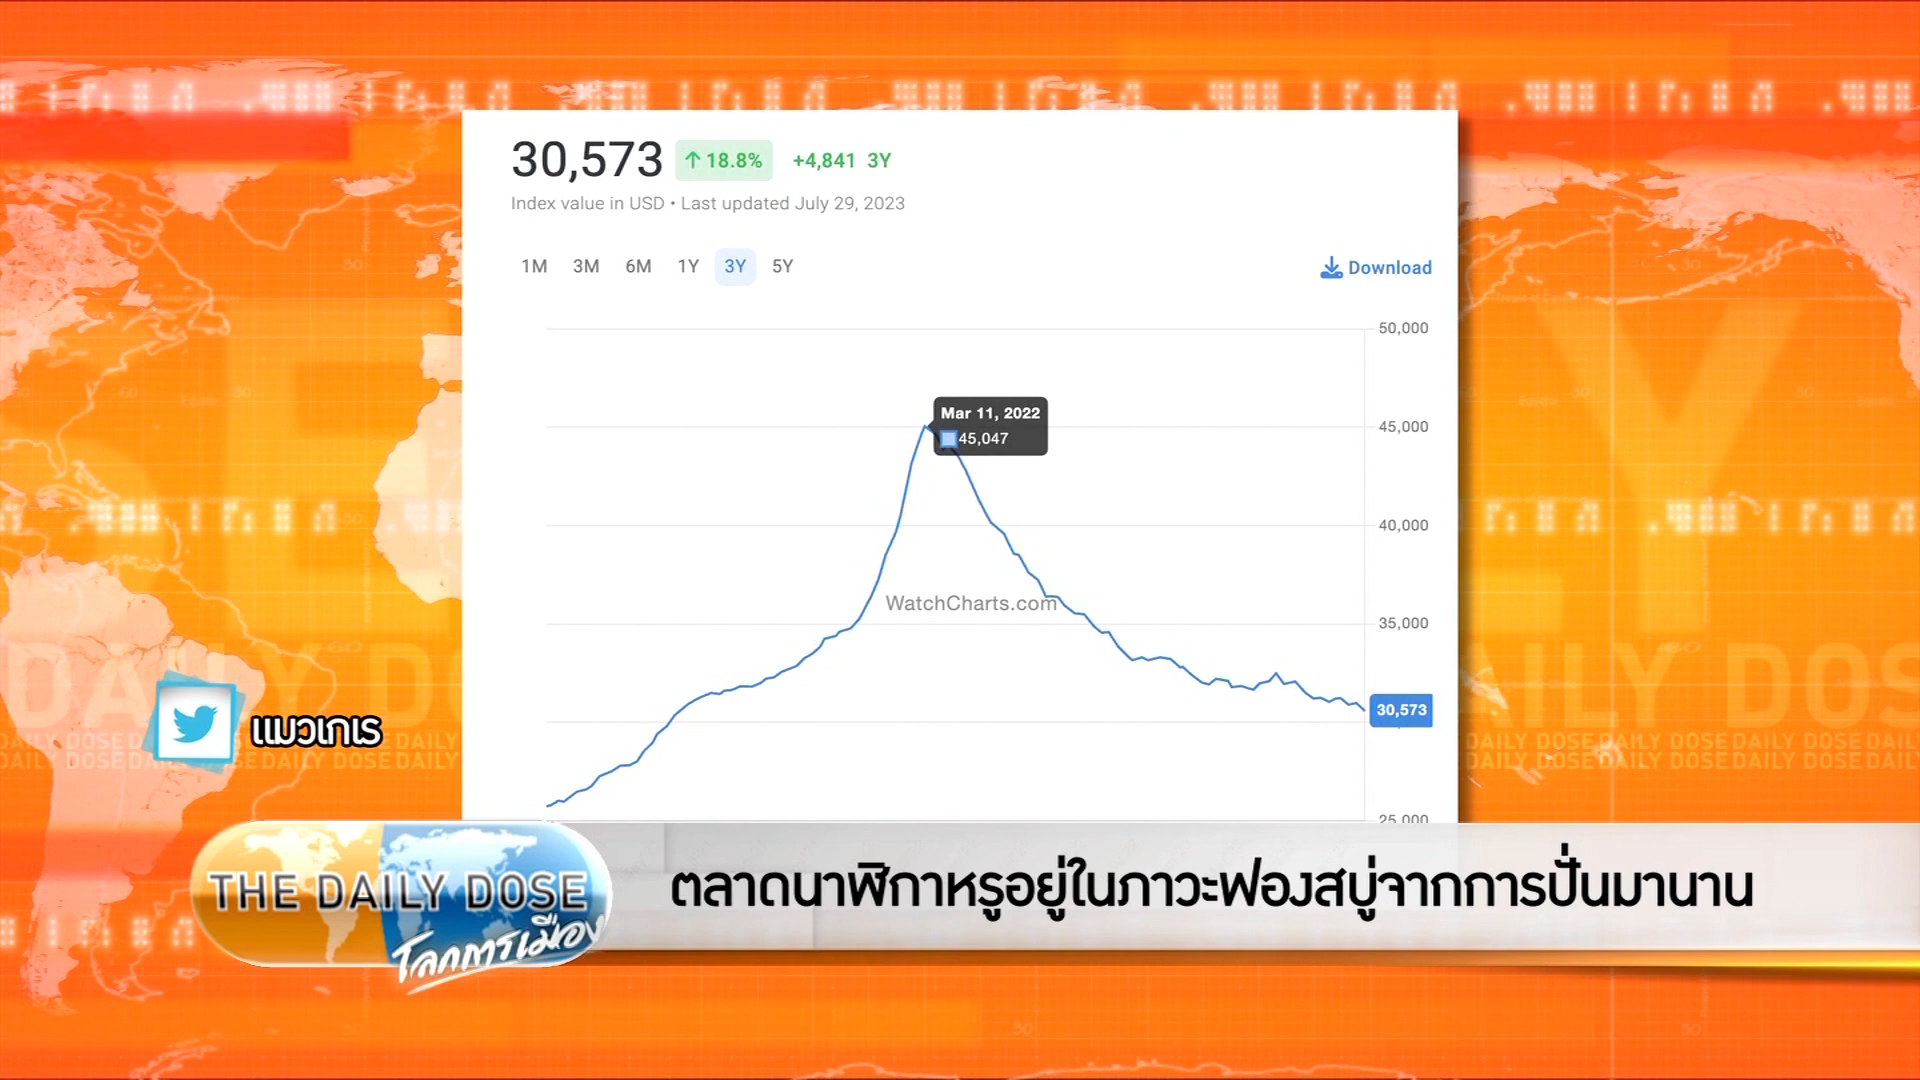 30,573 ↑ 18.8% +4,841 3Y
Index value in USD • Last updated July 29, 2023
1M 3M 6M 1Y 3Y 5Y
Download
50,000
Mar 11, 2022
45,047
45,000
40,000
WatchCharts.com
35,000
30,573
25,000
แมวเกเร
THE DAILY DOSE
โลกการเมือง
ตลาดนาฬิกาหรูอยู่ในภาวะฟองสบู่จากการปั่นมานาน